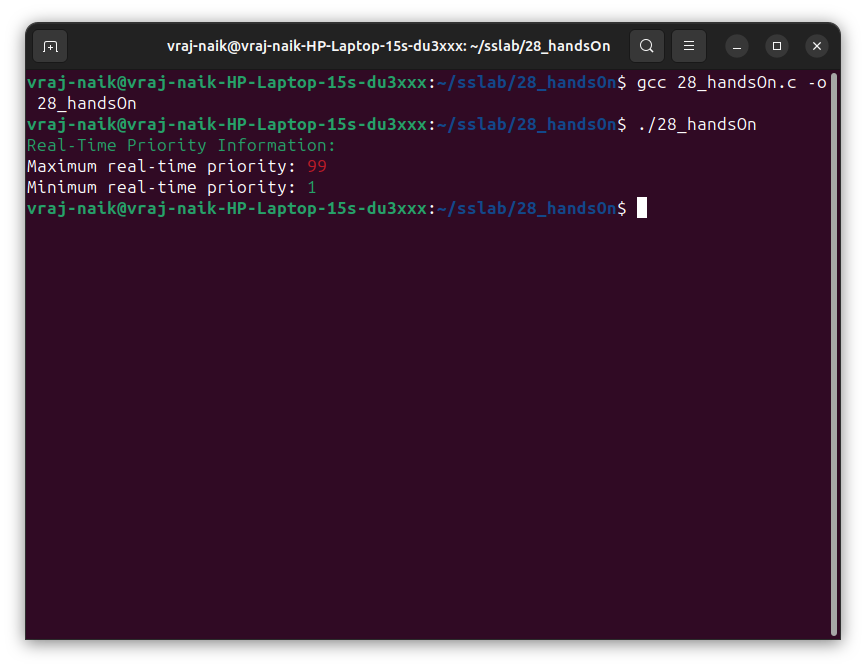 vraj-naik@vraj-naik-HP-Laptop-15s-du3xxx: ~/sslab/28_handsOn
vraj-naik@vraj-naik-HP-Laptop-15s-du3xxx:~/sslab/28_handsOn$ gcc 28_handsOn.c -o
 28_handsOn
vraj-naik@vraj-naik-HP-Laptop-15s-du3xxx:~/sslab/28_handsOn$ ./28_handsOn
Real-Time Priority Information:
Maximum real-time priority: 99
Minimum real-time priority: 1
vraj-naik@vraj-naik-HP-Laptop-15s-du3xxx:~/sslab/28_handsOn$